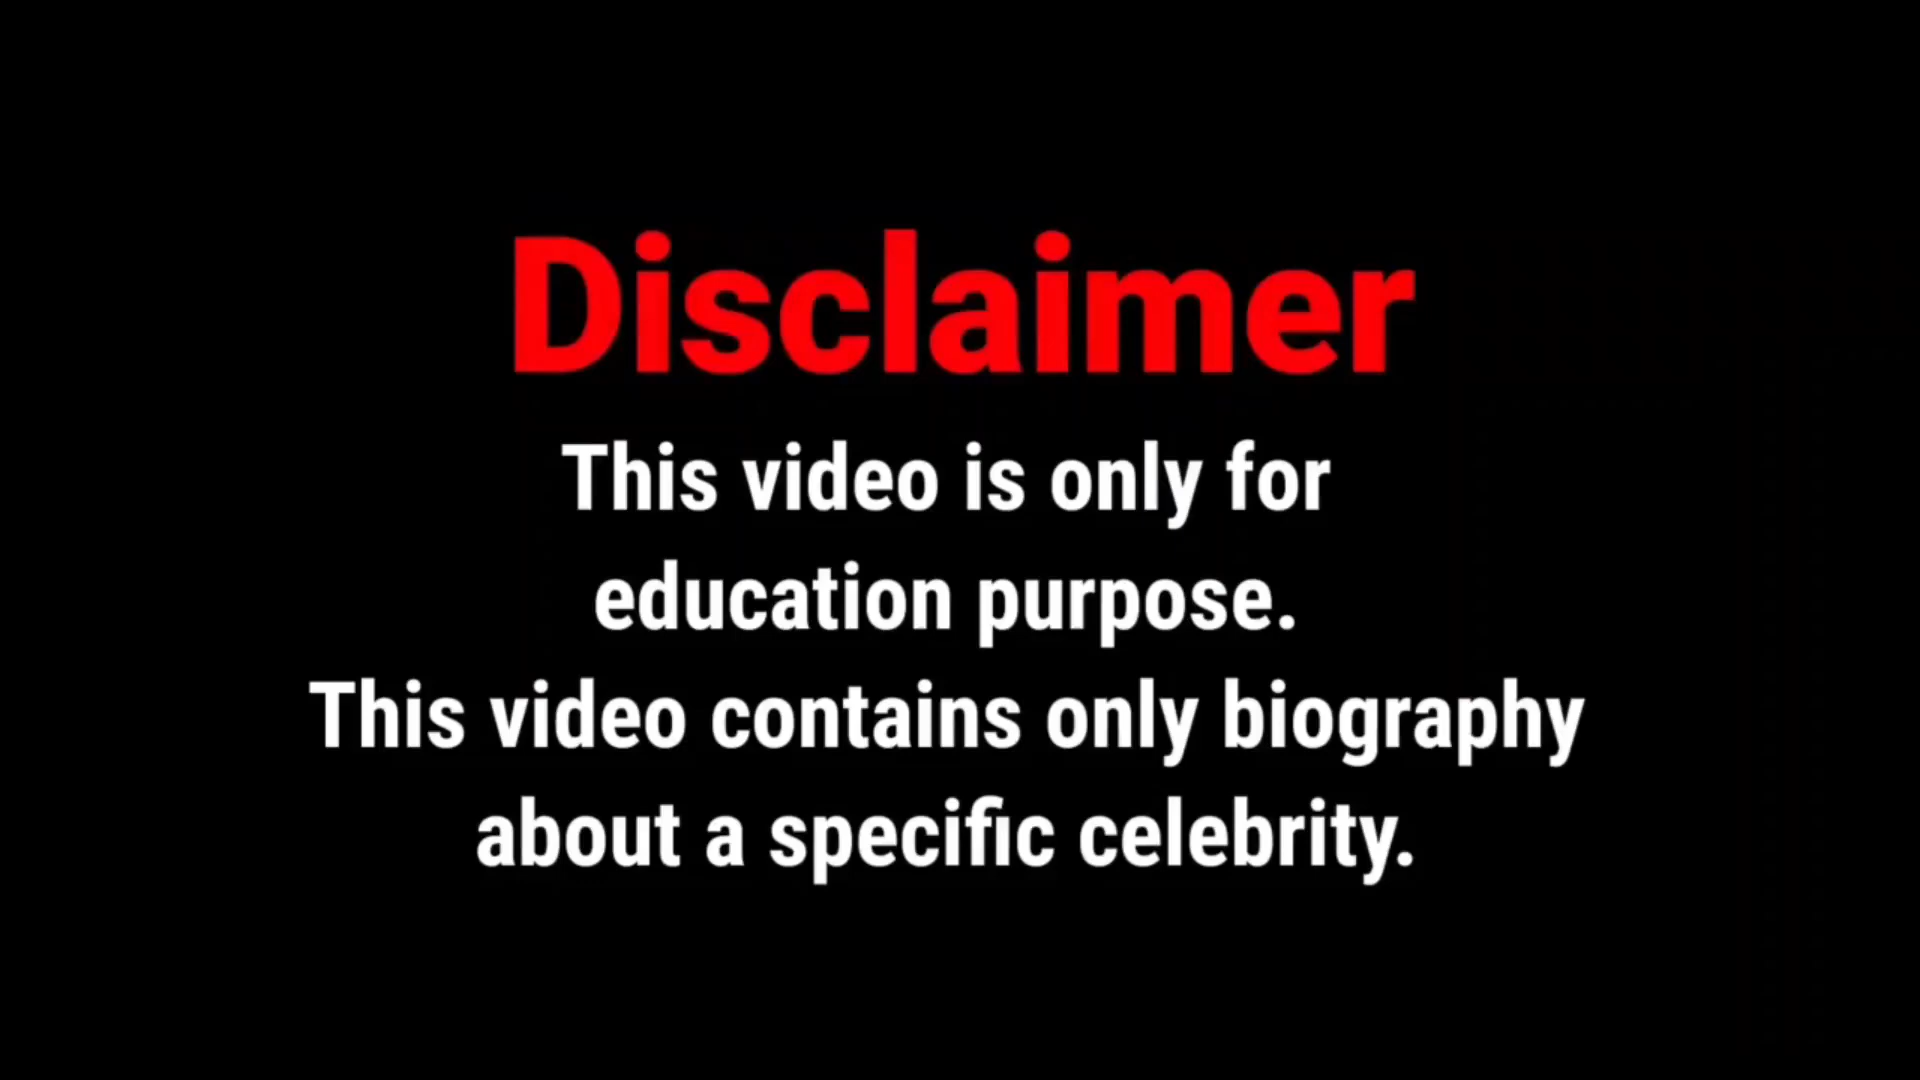 Disclaimer
This video is only for
education purpose.
This video contains only biography
about a specific celebrity.